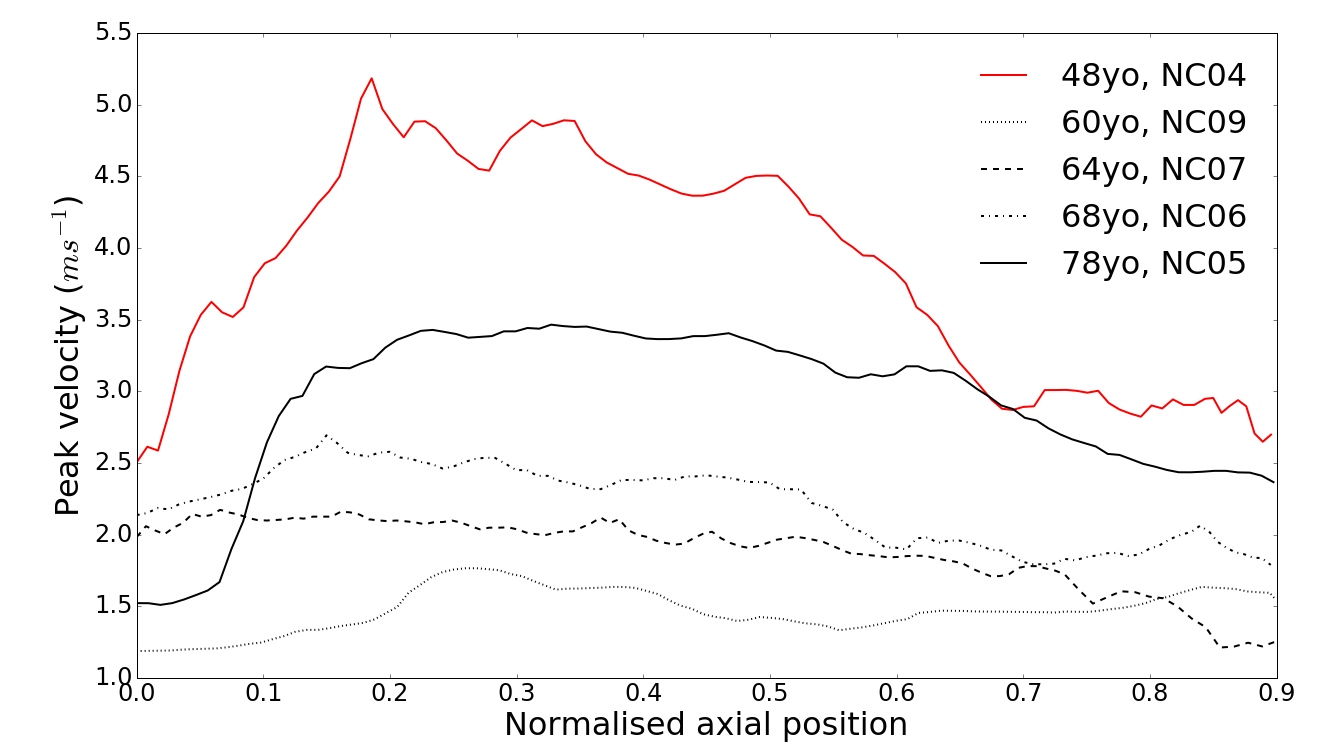 5.5
5.0
4.5
4.0
3.5
3.0
2.5
2.0
1.5
1.0
Peak velocity (ms⁻¹)
48yo, NC04
60yo, NC09
64yo, NC07
68yo, NC06
78yo, NC05
0.0 0.1 0.2 0.3 0.4 0.5 0.6 0.7 0.8 0.9
Normalised axial position